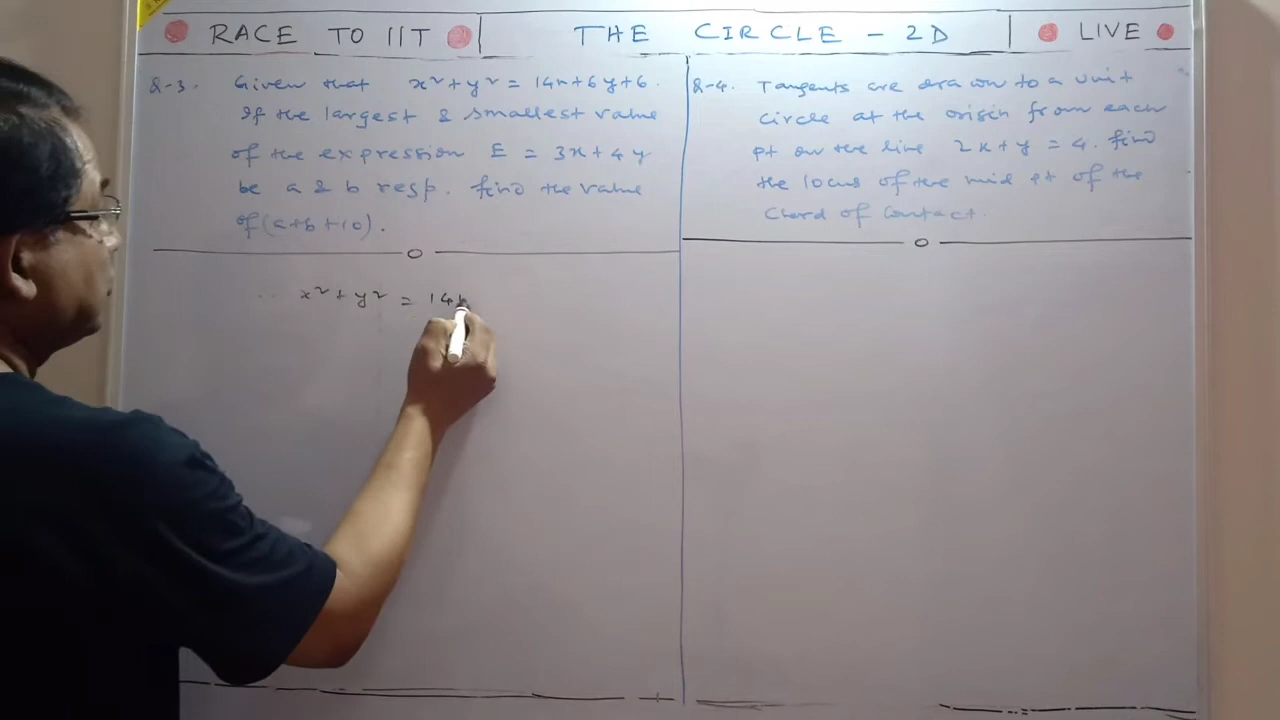 RACE TO IIT
THE CIRCLE - 2D
LIVE
Q-3. Given that x²+y² = 14x+6y+6.
If the largest & smallest value
of the expression E = 3x+4y
be a & b resp. find the value
of (a+b+10).
x²+y² = 14x
Q-4. Tangents are drawn to a unit
circle at the origin from each
pt on the line 2x+y = 4. find
the locus of the mid pt of the
chord of contact.